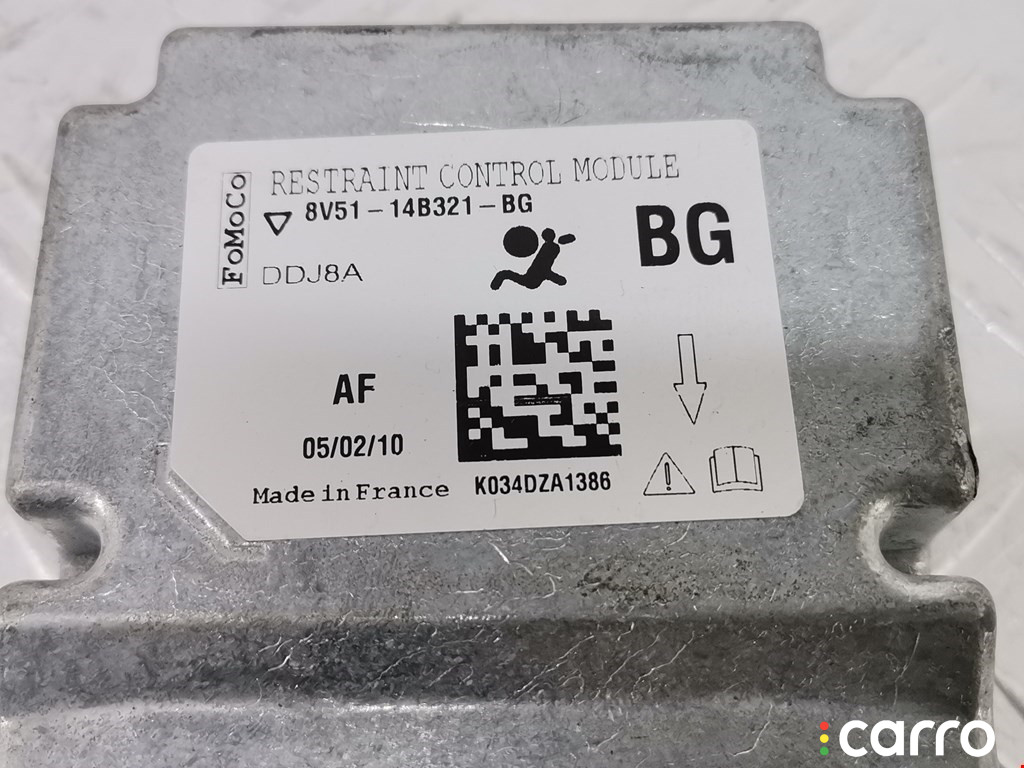 FoMoCo
RESTRAINT CONTROL MODULE
8V51-14B321-BG
BG
DDJ8A
AF
05/02/10
Made in France
K034DZA1386
carro